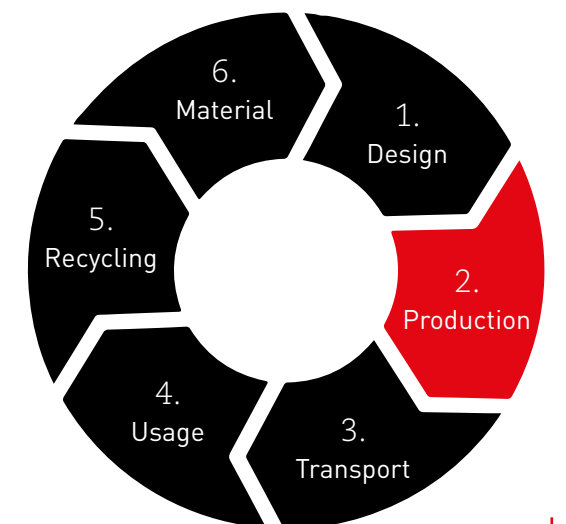 1.
Design
2.
Production
3.
Transport
4.
Usage
5.
Recycling
6.
Material